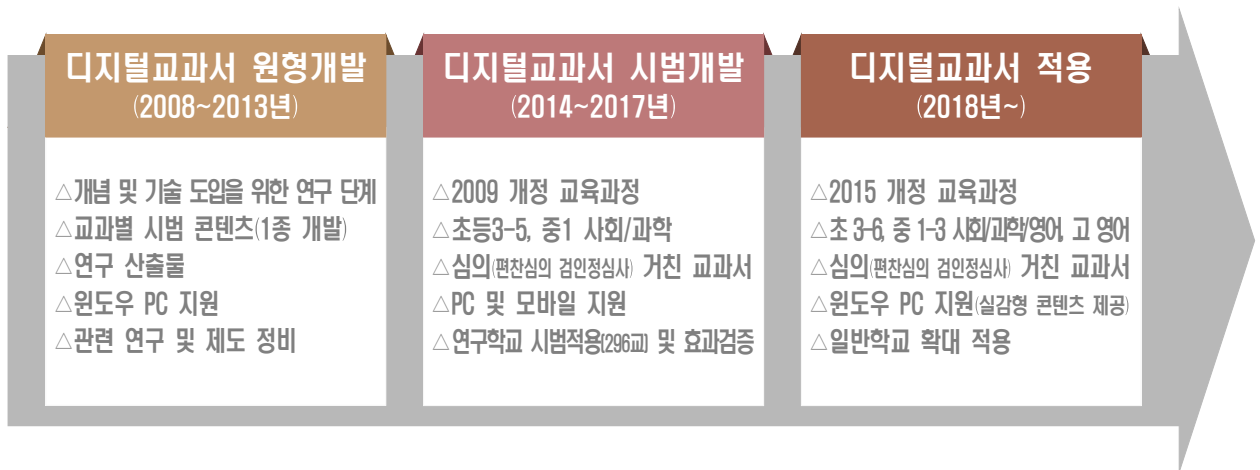 디지털교과서 원형개발
(2008~2013년)
△개념 및 기술 도입을 위한 연구 단계
△교과별 시범 콘텐츠(1종 개발)
△연구 산출물
△윈도우 PC 지원
△관련 연구 및 제도 정비
디지털교과서 시범개발
(2014~2017년)
△2009 개정 교육과정
△초등3-5, 중1 사회/과학
△심의(편찬심의 검인정심사) 거친 교과서
△PC 및 모바일 지원
△연구학교 시범적용(296교) 및 효과검증
디지털교과서 적용
(2018년~)
△2015 개정 교육과정
△초 3-6, 중 1-3 사회/과학/영어, 고 영어
△심의(편찬심의 검인정심사) 거친 교과서
△윈도우 PC 지원(실감형 콘텐츠 제공)
△일반학교 확대 적용